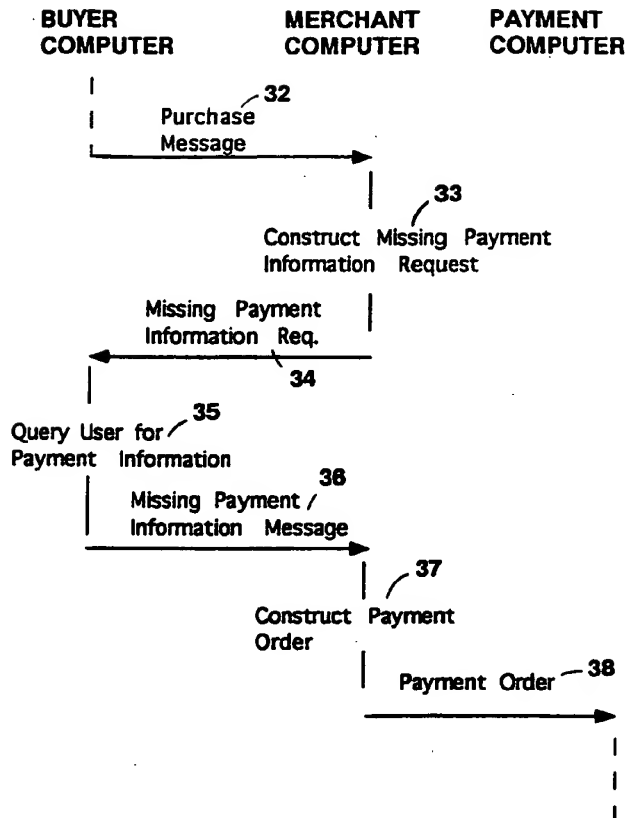 BUYER COMPUTER
MERCHANT COMPUTER
PAYMENT COMPUTER
32
Purchase
Message
33
Construct Missing Payment
Information Request
Missing Payment
Information Req.
34
35
Query User for
Payment Information
36
Missing Payment
Information Message
37
Construct Payment
Order
38
Payment Order